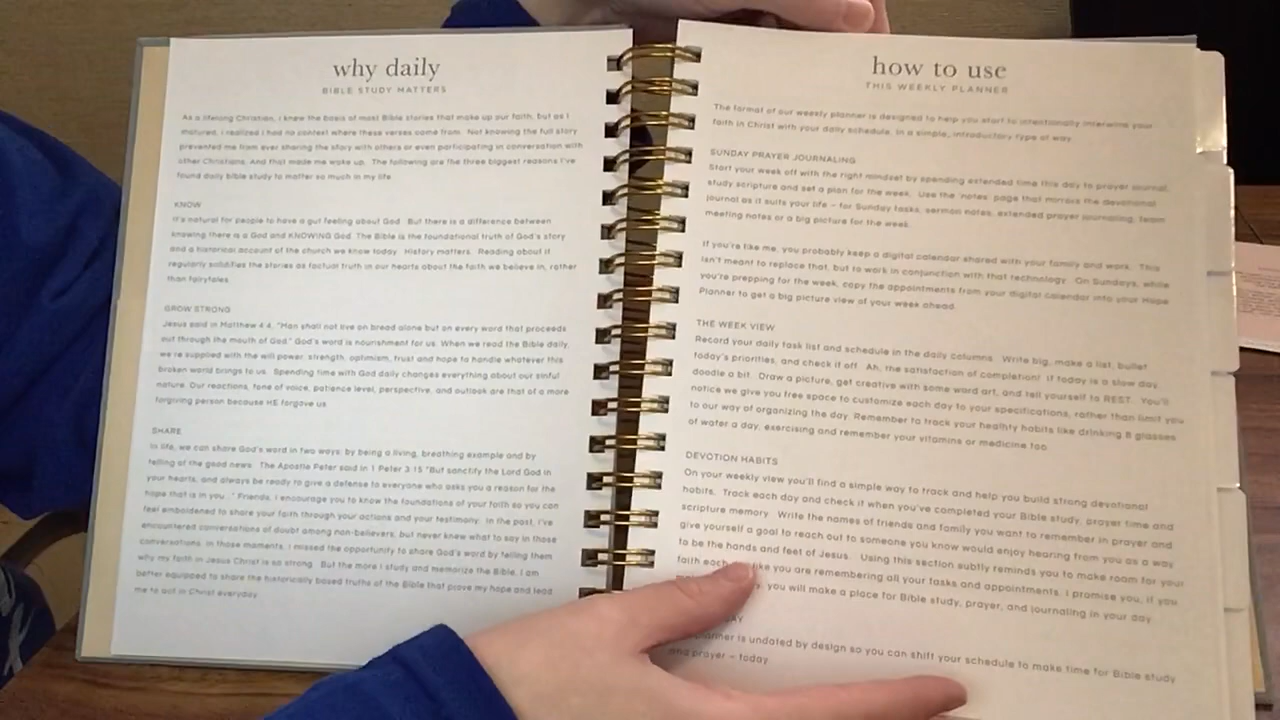 why daily
BIBLE STUDY MATTERS
As a lifelong Christian, I knew the basis of most Bible stories that make up our faith, but as I
matured, I realized I had no context where these verses came from. Not knowing the full story
prevented me from ever sharing the story with others or even participating in conversation with
other Christians. And that made me wake up. The following are the three biggest reasons I've
found daily bible study to matter so much in my life.
KNOW
It's natural for people to have a gut feeling about God. But there is a difference between
knowing there is a God and KNOWING God. The Bible is the foundational truth of God's story
and a historical account of the church we know today. History matters. Reading about it
regularly solidifies the stories as factual truth in our hearts about the faith we believe in, rather
than fairytales.
GROW STRONG
Jesus said in Matthew 4:4, "Man shall not live on bread alone but on every word that proceeds
out through the mouth of God." God's word is nourishment for us. When we read the Bible daily,
we're supplied with the will power, strength, optimism, trust and hope to handle whatever this
broken world brings to us. Spending time with God daily changes everything about our sinful
nature. Our reactions, tone of voice, patience level, perspective, and outlook are that of a more
forgiving person because HE forgave us.
SHARE
In life, we can share God's word in two ways: by being a living, breathing example and by
telling of the good news. The Apostle Peter said in 1 Peter 3:15 "But sanctify the Lord God in
your hearts, and always be ready to give a defense to everyone who asks you a reason for the
hope that is in you..." Friends, I encourage you to know the foundations of your faith so you can
feel emboldened to share your faith through your actions and your testimony. In the past, I've
encountered conversations of doubt among non-believers, but never knew what to say in those
conversations. In those moments, I missed the opportunity to share God's word by telling them
why my faith in Jesus Christ is so strong. But the more I study and memorize the Bible, I am
better equipped to share the historically based truths of the Bible that prove my hope and lead
me to act in Christ everyday.
how to use
THIS WEEKLY PLANNER
The format of our weekly planner is designed to help you start to intentionally intertwine your
faith in Christ with your daily schedule. In a simple, introductory type of way.
SUNDAY PRAYER JOURNALING
Start your week off with the right mindset by spending extended time this day to prayer journal,
study scripture and set a plan for the week. Use the 'notes' page that mirrors the devotional
journal as it suits your life – for Sunday tasks, sermon notes, extended prayer journaling, team
meeting notes or a big picture for the week.
If you're like me, you probably keep a digital calendar shared with your family and work. This
isn't meant to replace that, but to work in conjunction with that technology. On Sundays, while
you're prepping for the week, copy the appointments from your digital calendar into your Hope
Planner to get a big picture view of your week ahead.
THE WEEK VIEW
Record your daily task list and schedule in the daily columns. Write big, make a list, bullet
today's priorities, and check it off. Ah, the satisfaction of completion! If today is a slow day,
doodle a bit. Draw a picture, get creative with some word art, and tell yourself to REST. You'll
notice we give you free space to customize each day to your specifications, rather than limit you
to our way of organizing the day. Remember to track your healthy habits like drinking 8 glasses
of water a day, exercising and remember your vitamins or medicine too.
DEVOTION HABITS
On your weekly view you'll find a simple way to track and help you build strong devotional
habits. Track each day and check it when you've completed your Bible study, prayer time and
scripture memory. Write the names of friends and family you want to remember in prayer and
give yourself a goal to reach out to someone you know would enjoy hearing from you as a way
to be the hands and feet of Jesus. Using this section subtly reminds you to make room for your
faith each like you are remembering all your tasks and appointments. I promise you, if you
you will make a place for Bible study, prayer, and journaling in your day.
planner is undated by design so you can shift your schedule to make time for Bible study
and prayer – today.